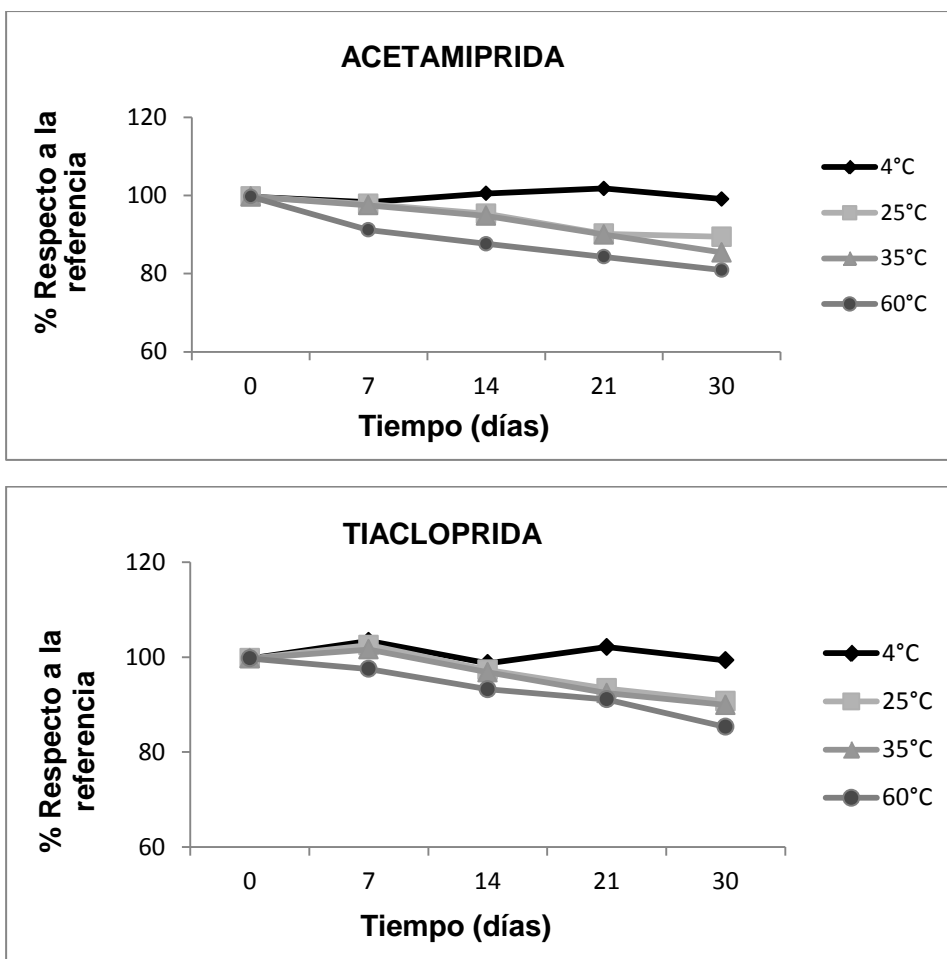 ACETAMIPRIDA
% Respecto a la
referencia
120
100
80
60
0 7 14 21 30
Tiempo (días)
4°C
25°C
35°C
60°C
TIACLOPRIDA
% Respecto a la
referencia
120
100
80
60
0 7 14 21 30
Tiempo (días)
4°C
25°C
35°C
60°C